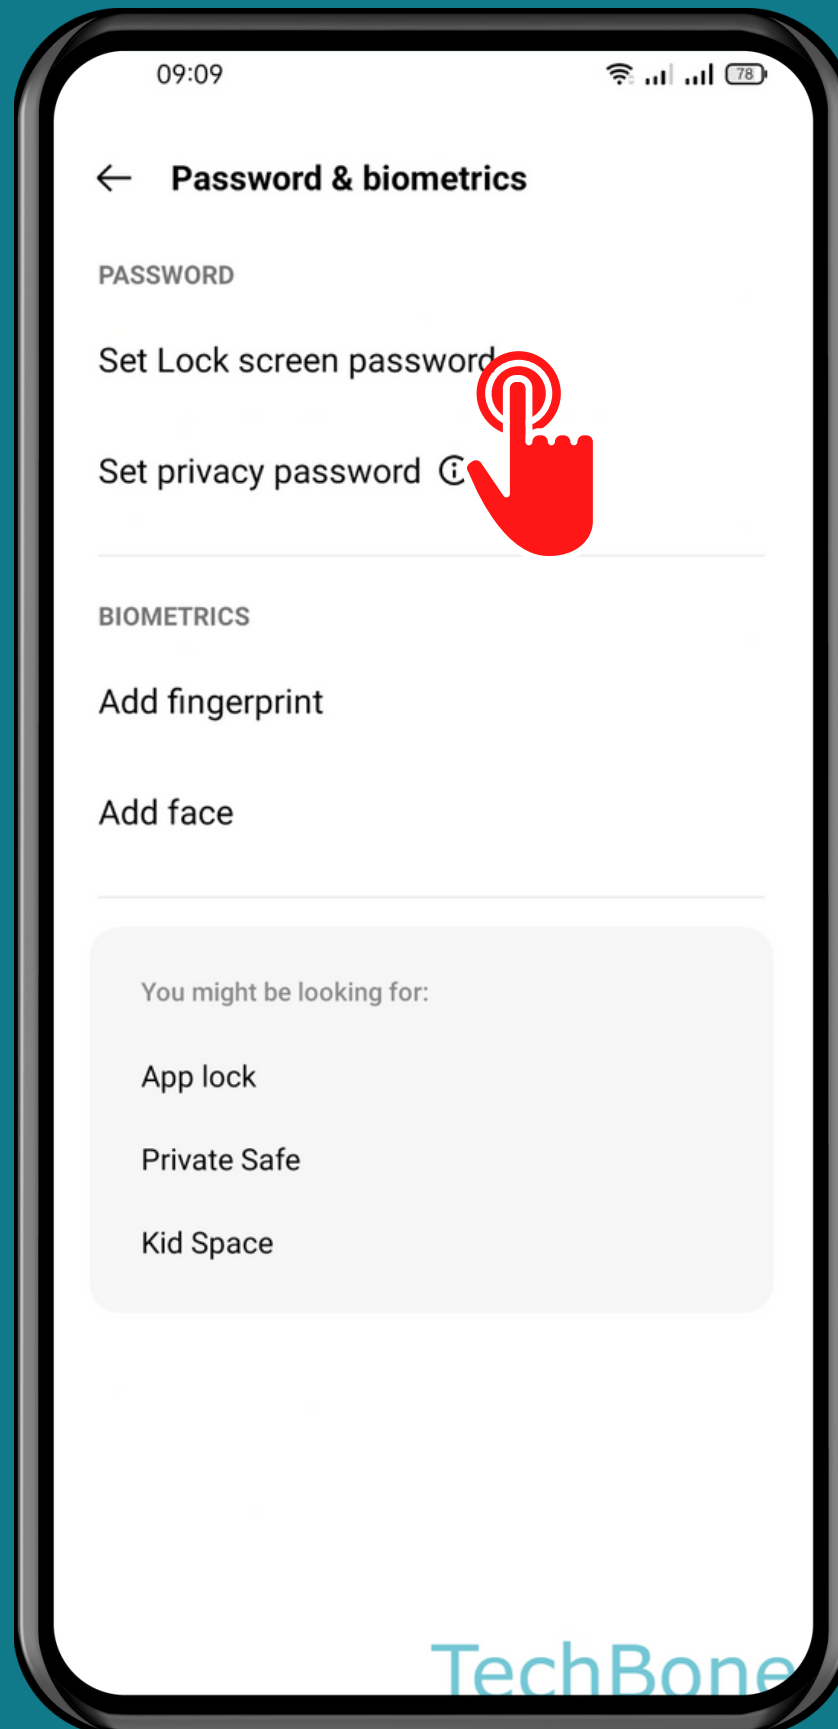 09:09
78
Password & biometrics
PASSWORD
Set Lock screen password
Set privacy password
BIOMETRICS
Add fingerprint
Add face
You might be looking for:
App lock
Private Safe
Kid Space
TechBone